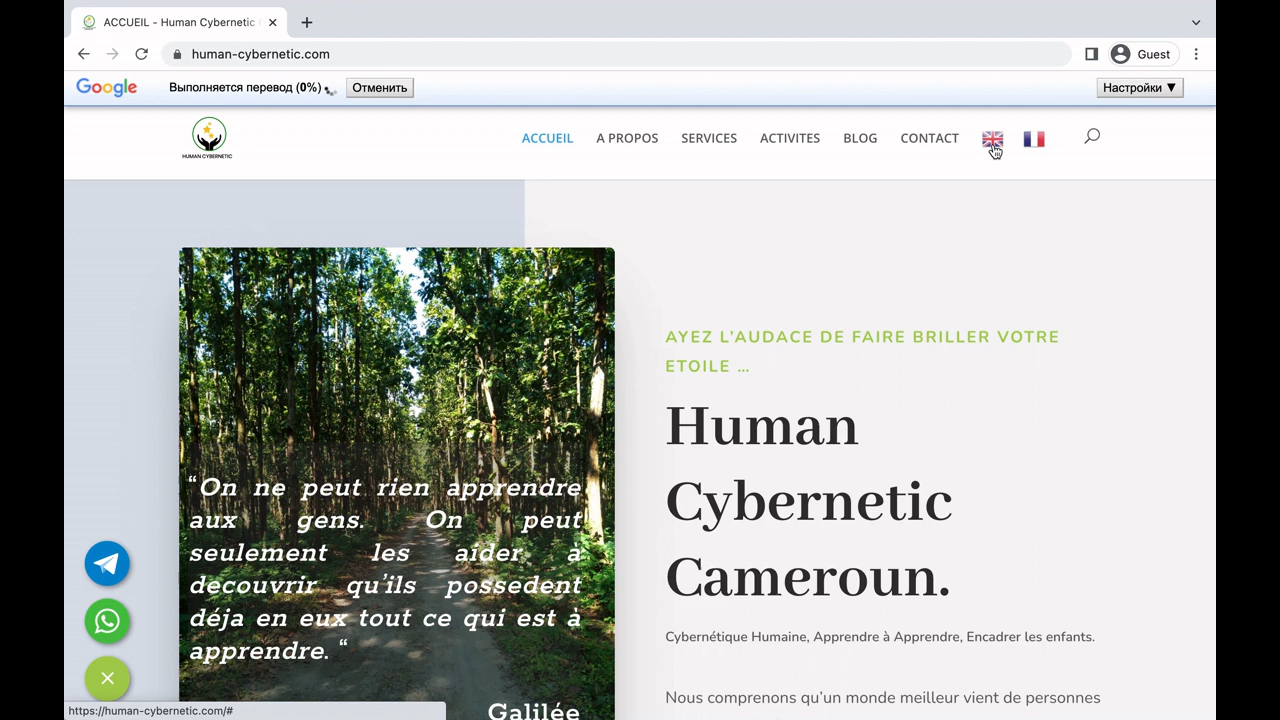 ACCUEIL - Human Cybernetic
human-cybernetic.com
Guest
Google
Выполняется перевод (0%)
Отменить
Настройки ▼
HUMAN CYBERNETIC
ACCUEIL
A PROPOS
SERVICES
ACTIVITES
BLOG
CONTACT
“On ne peut rien apprendre
aux gens. On peut
seulement les aider à
decouvrir qu’ils possedent
déja en eux tout ce qui est à
apprendre. “
Galilée
AYEZ L’AUDACE DE FAIRE BRILLER VOTRE
ETOILE …
Human
Cybernetic
Cameroun.
Cybernétique Humaine, Apprendre à Apprendre, Encadrer les enfants.
Nous comprenons qu’un monde meilleur vient de personnes
https://human-cybernetic.com/#